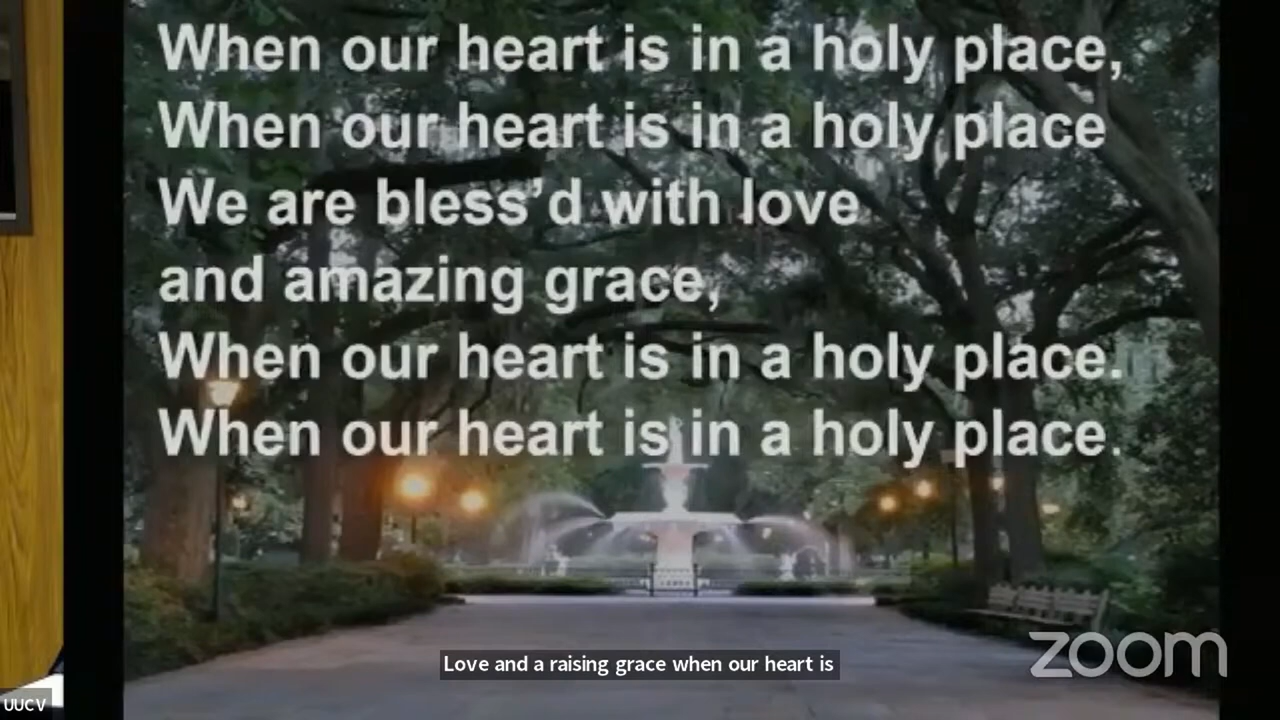 When our heart is in a holy place,
When our heart is in a holy place
We are bless’d with love
and amazing grace,
When our heart is in a holy place.
When our heart is in a holy place.
Love and a raising grace when our heart is
zoom
UUCV